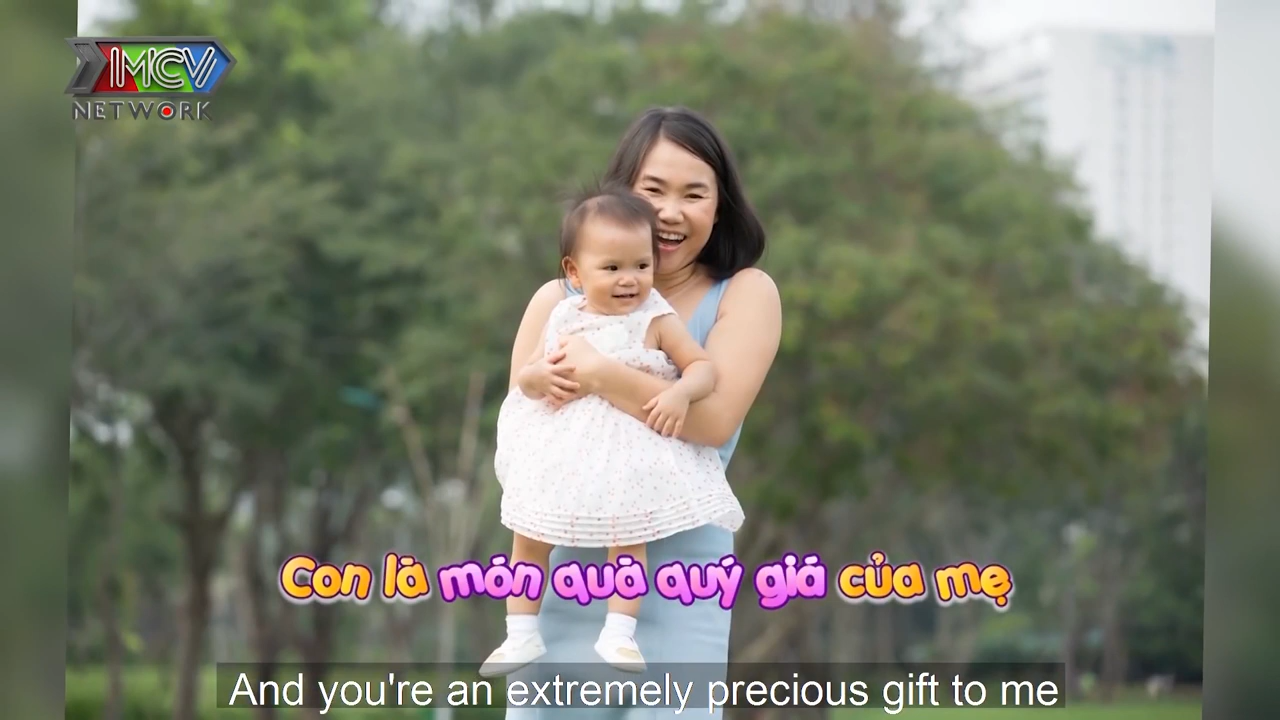 MCV
NETWORK
Con là món quà quý giá của mẹ
And you're an extremely precious gift to me